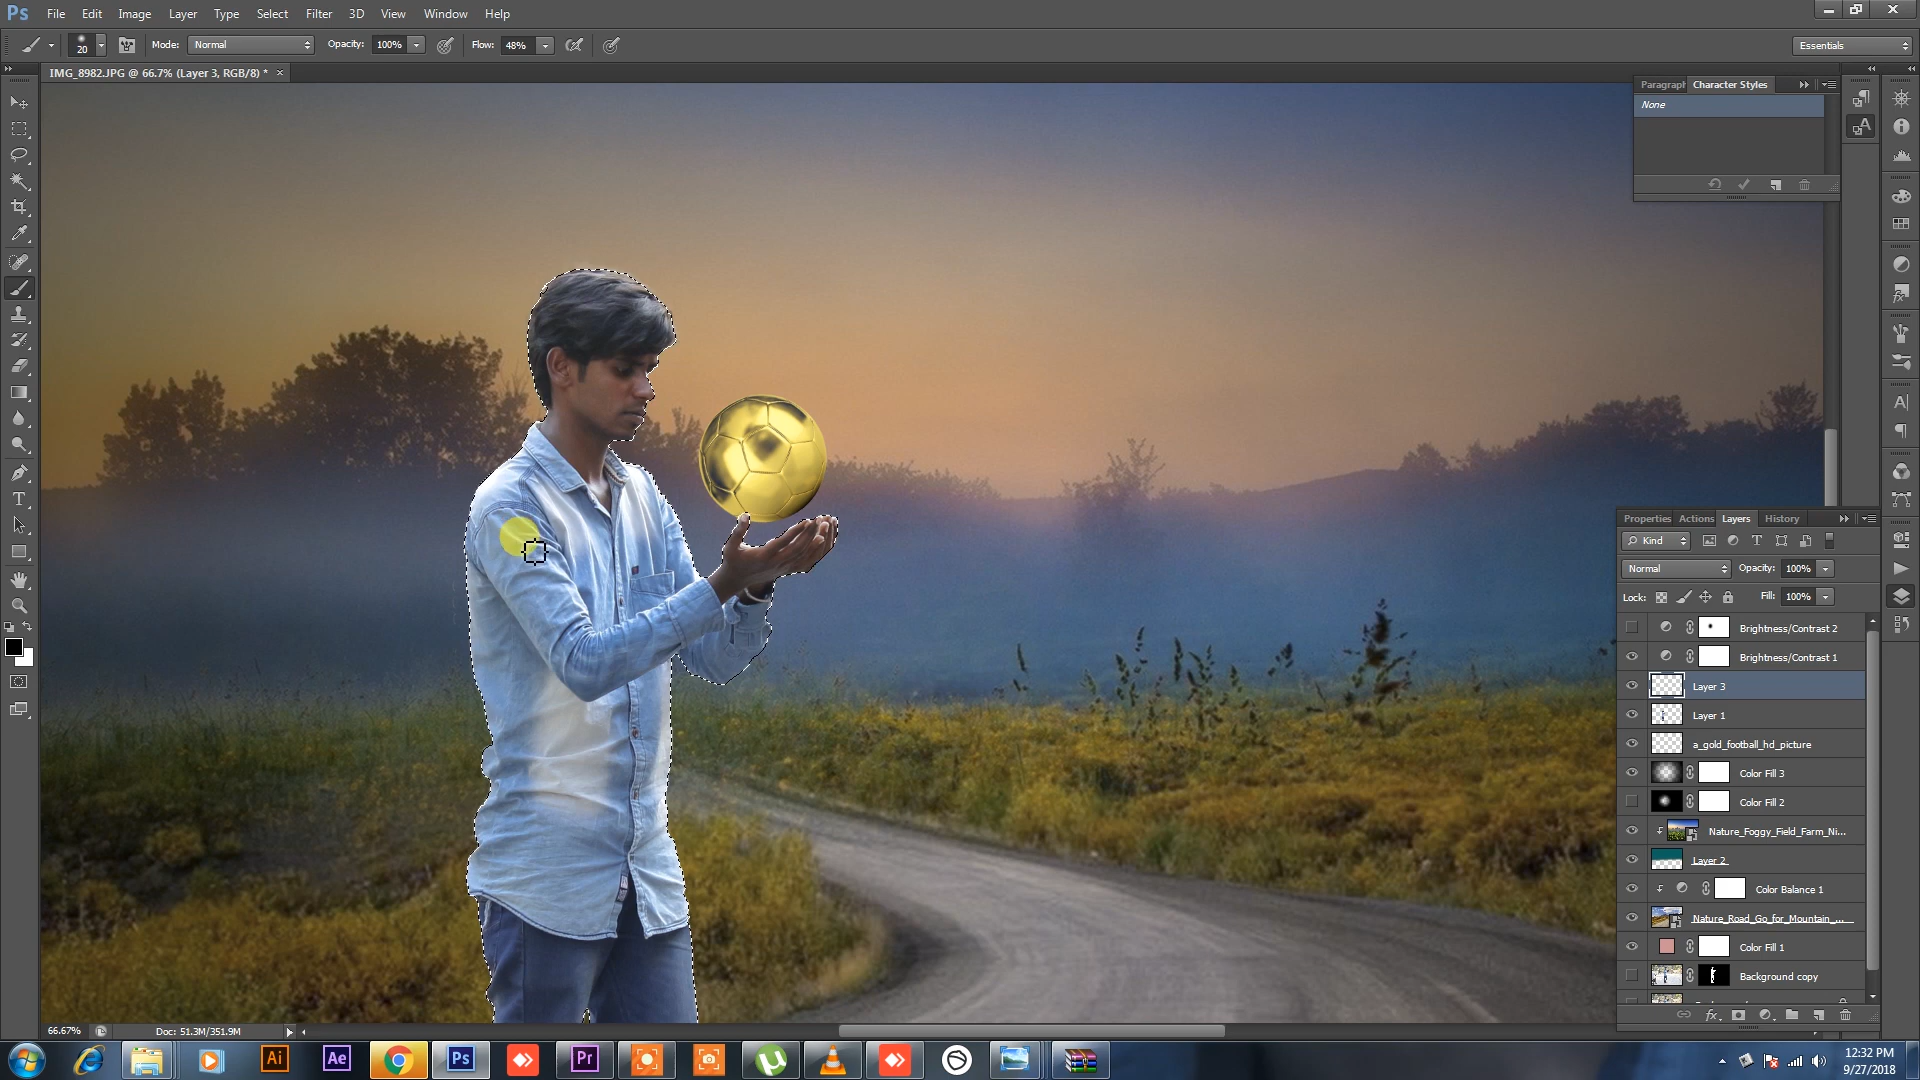 Ps File Edit Image Layer Type Select Filter 3D View Window Help
20 Mode: Normal Opacity: 100% Flow: 48% Essentials
IMG_8982.JPG @ 66.7% (Layer 3, RGB/8) * ×
Paragraph Character Styles
None
Properties Actions Layers History
Kind
Normal Opacity: 100%
Lock: Fill: 100%
Brightness/Contrast 2
Brightness/Contrast 1
Layer 3
Layer 1
a_gold_football_hd_picture
Color Fill 3
Color Fill 2
Nature_Foggy_Field_Farm_Ni...
Layer 2
Color Balance 1
Nature_Road_Go_for_Mountain_...
Color Fill 1
Background copy
66.67% Doc: 51.3M/351.9M
Ai Ae Ps Pr
12:32 PM
9/27/2018